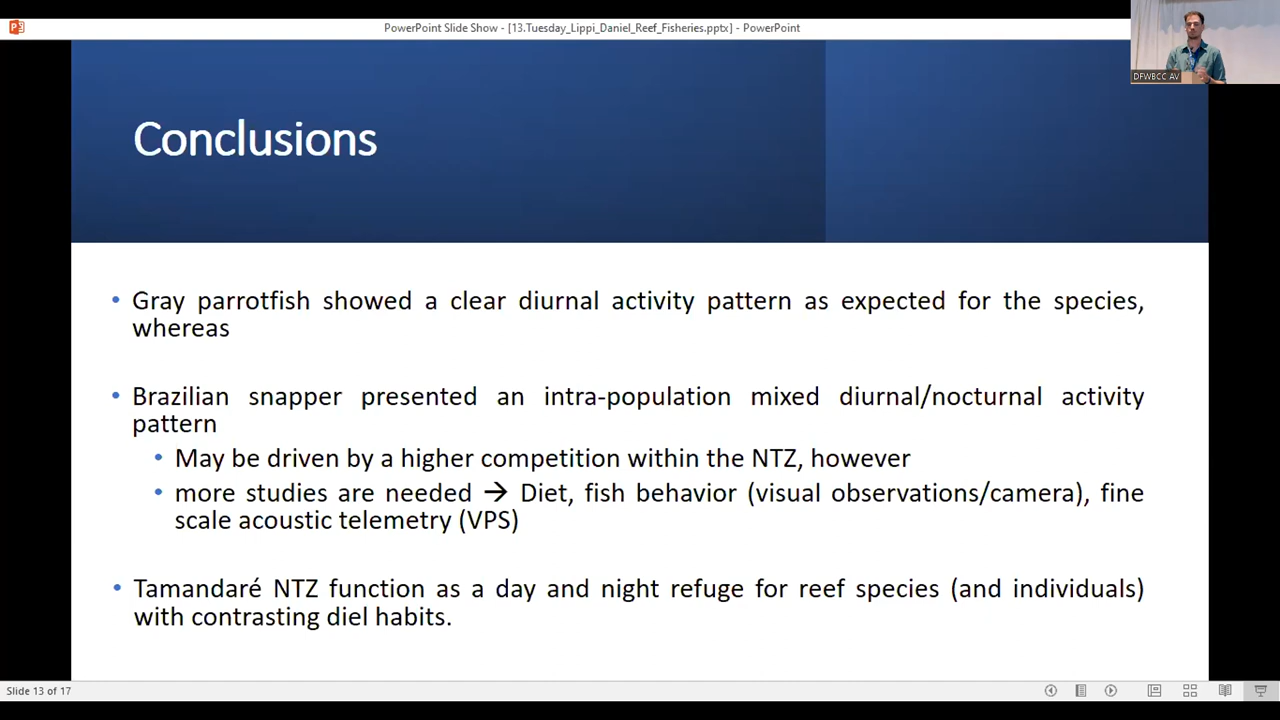 PowerPoint Slide Show - [13.Tuesday_Lippi_Daniel_Reef_Fisheries.pptx] - PowerPoint
DFWBCC AV
Conclusions
• Gray parrotfish showed a clear diurnal activity pattern as expected for the species,
whereas
• Brazilian snapper presented an intra-population mixed diurnal/nocturnal activity
pattern
• May be driven by a higher competition within the NTZ, however
• more studies are needed → Diet, fish behavior (visual observations/camera), fine
scale acoustic telemetry (VPS)
• Tamandaré NTZ function as a day and night refuge for reef species (and individuals)
with contrasting diel habits.
Slide 13 of 17